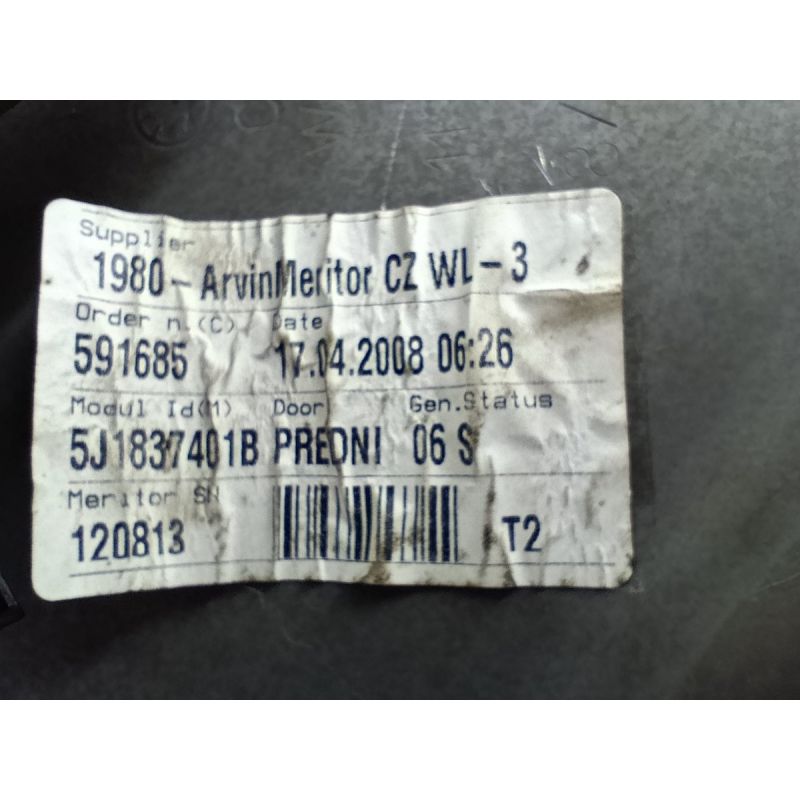 Supplier
1980-ArvinMeritor CZ WL-3
Order n.(C) Date
591685 17.04.2008 06:26
Modul Id(M) Door Gen.Status
5J1837401B PREDNI 06 S
Meritor SN
120813 T2